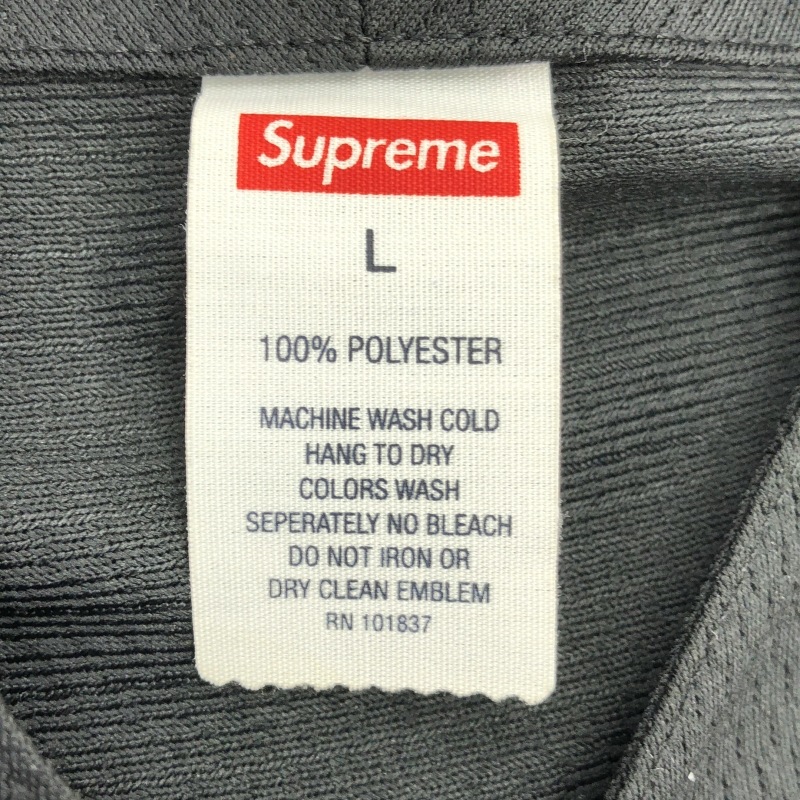 Supreme
L
100% POLYESTER
MACHINE WASH COLD
HANG TO DRY
COLORS WASH
SEPERATELY NO BLEACH
DO NOT IRON OR
DRY CLEAN EMBLEM
RN 101837